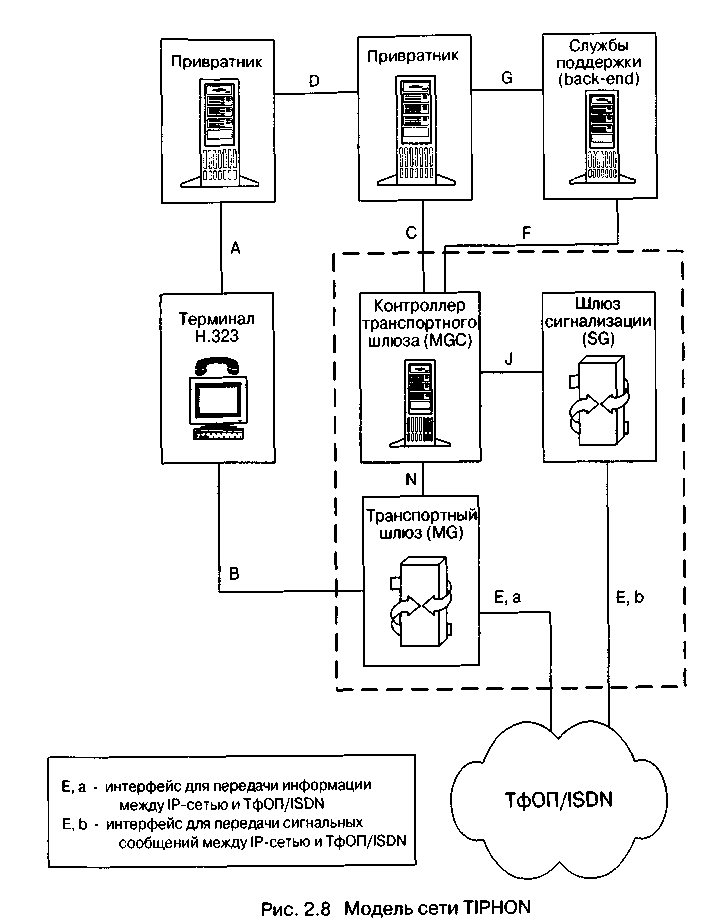 Привратник
Привратник
Службы
поддержки
(back-end)
D
G
A
C
F
Терминал
H.323
Контроллер
транспортного
шлюза (MGC)
Шлюз
сигнализации
(SG)
J
N
Транспортный
шлюз (MG)
B
E, a
E, b
ТфОП/ISDN
E, a - интерфейс для передачи информации
между IP-сетью и ТфОП/ISDN
E, b - интерфейс для передачи сигнальных
сообщений между IP-сетью и ТфОП/ISDN
Рис. 2.8 Модель сети TIPHON